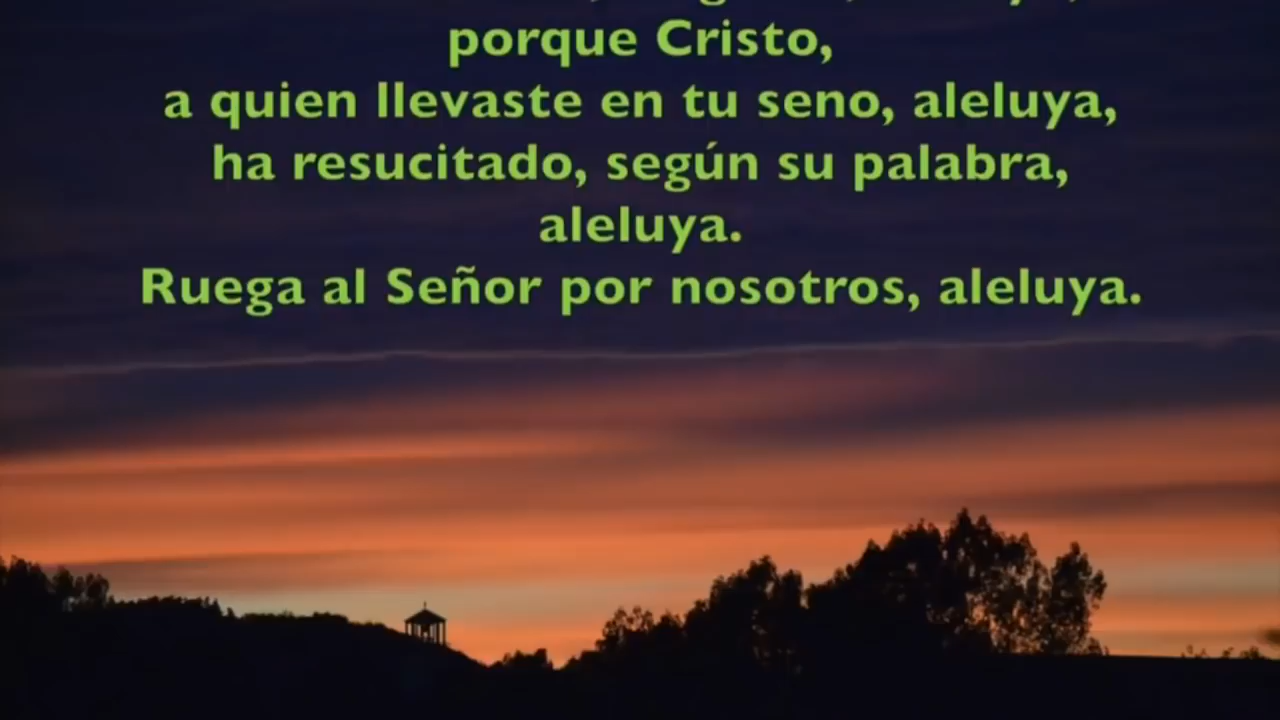 porque Cristo,
a quien llevaste en tu seno, aleluya,
ha resucitado, según su palabra,
aleluya.
Ruega al Señor por nosotros, aleluya.